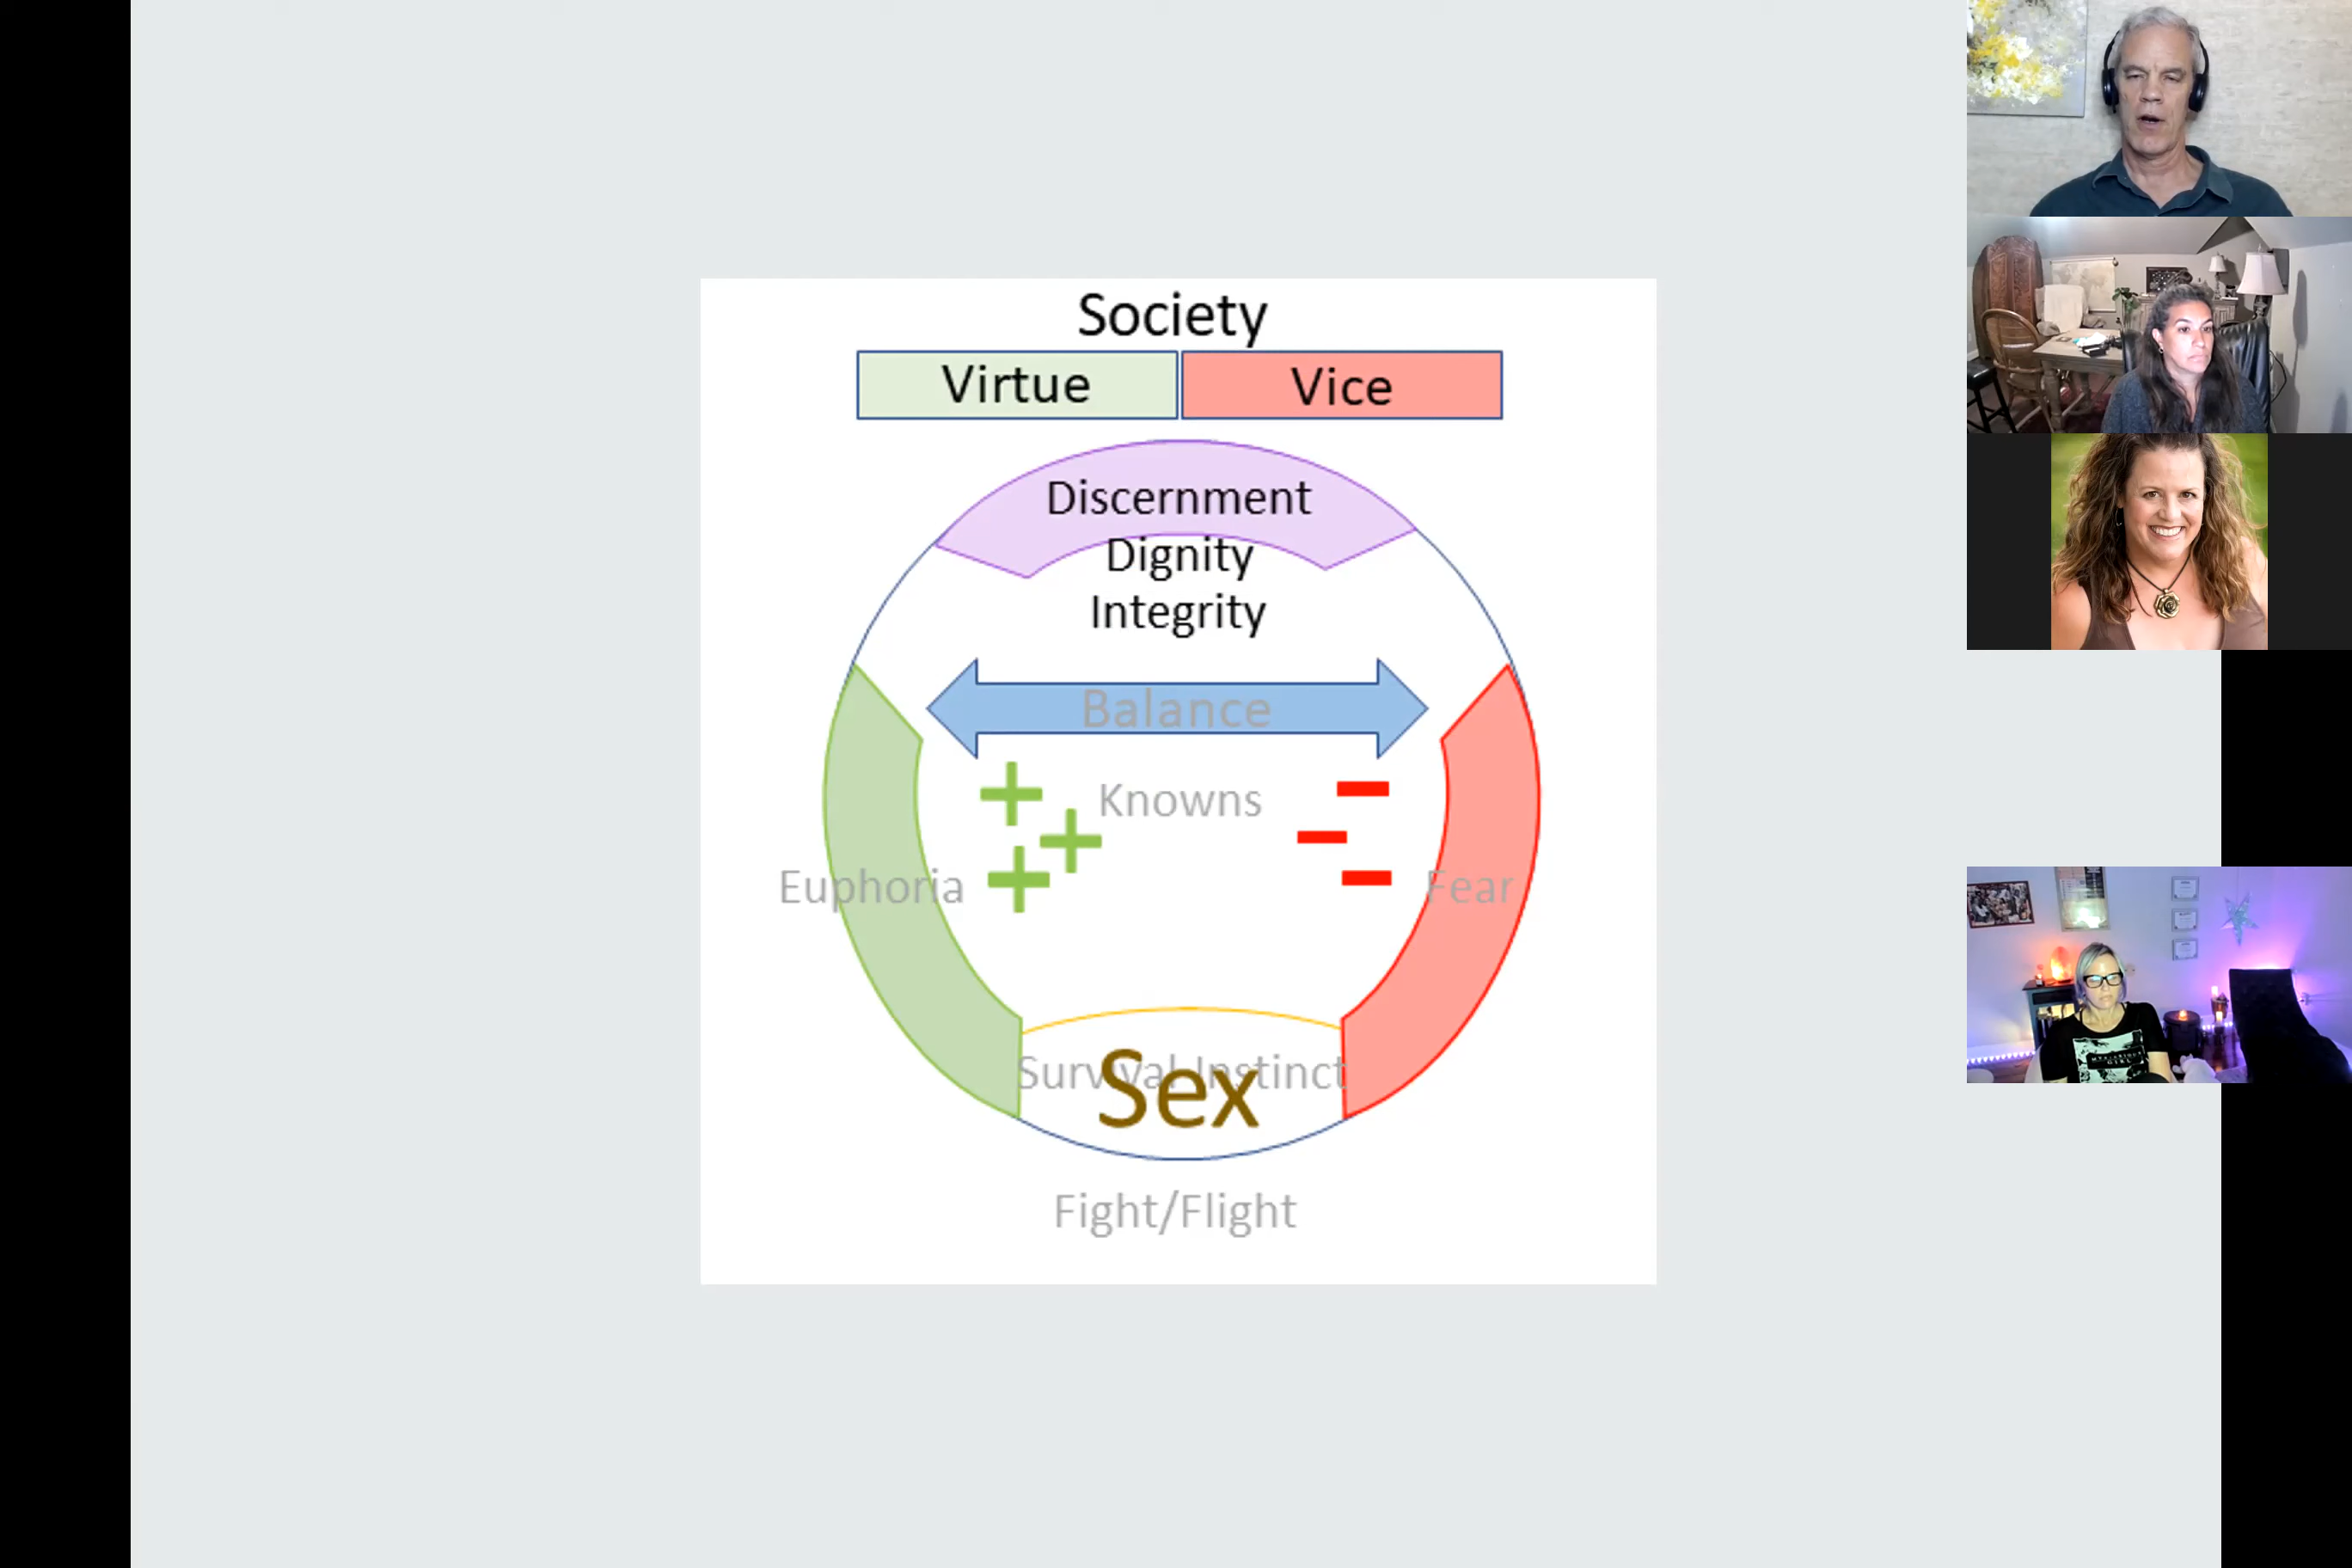 Society
Virtue Vice
Discernment
Dignity
Integrity
Balance
Knowns
Euphoria Fear
Survival Instinct
Sex
Fight/Flight